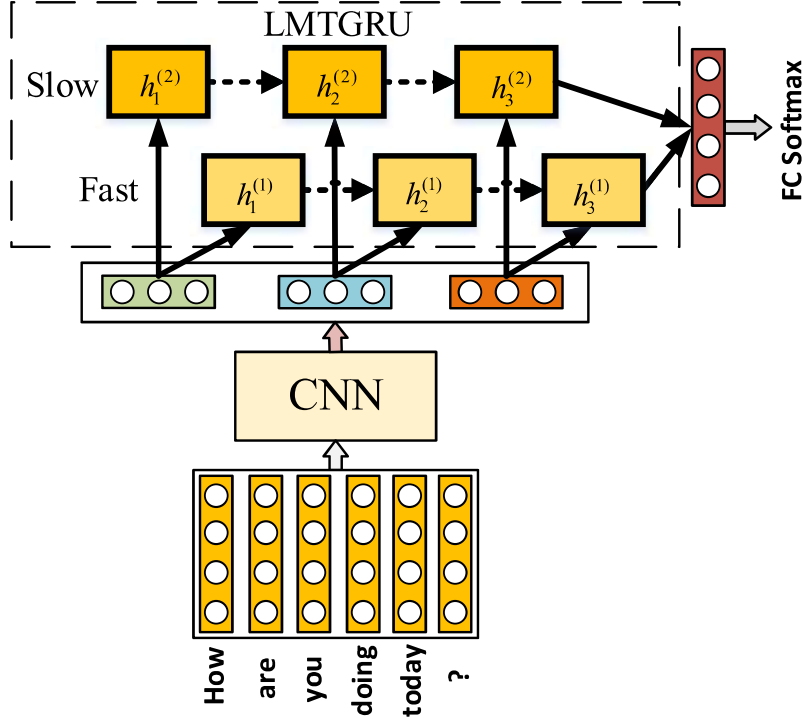 LMTGRU
Slow
h₁⁽²⁾
h₂⁽²⁾
h₃⁽²⁾
Fast
h₁⁽¹⁾
h₂⁽¹⁾
h₃⁽¹⁾
FC Softmax
CNN
How
are
you
doing
today
?